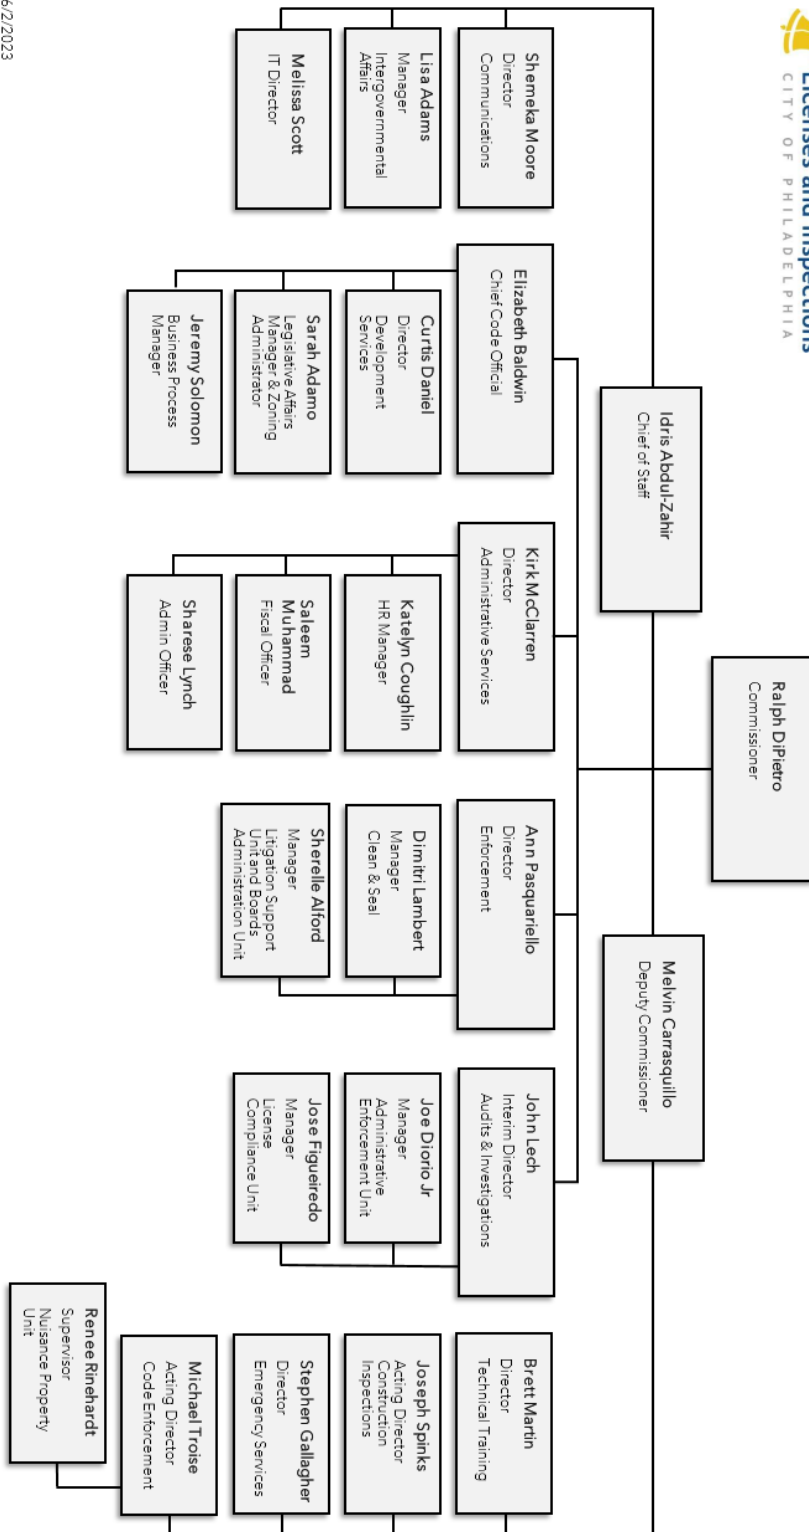 Licenses and Inspections
CITY OF PHILADELPHIA
Ralph DiPietro
Commissioner
Idris Abdul-Zahir
Chief of Staff
Melvin Carrasquillo
Deputy Commissioner
Shemeka Moore
Director
Communications
Lisa Adams
Manager
Intergovernmental
Affairs
Melissa Scott
IT Director
Elizabeth Baldwin
Chief Code Official
Curtis Daniel
Director
Development
Services
Sarah Adamo
Legislative Affairs
Manager & Zoning
Administrator
Jeremy Solomon
Business Process
Manager
Kirk McClarren
Director
Administrative Services
Katelyn Coughlin
HR Manager
Saleem
Muhammad
Fiscal Officer
Sharese Lynch
Admin Officer
Ann Pasquariello
Director
Enforcement
Dimitri Lambert
Manager
Clean & Seal
Sherelle Alford
Manager
Litigation Support
Unit and Boards
Administration Unit
John Lech
Interim Director
Audits & Investigations
Joe Diorio Jr
Manager
Administrative
Enforcement Unit
Jose Figueiredo
Manager
License
Compliance Unit
Brett Martin
Director
Technical Training
Joseph Spinks
Acting Director
Construction
Inspections
Stephen Gallagher
Director
Emergency Services
Michael Troise
Acting Director
Code Enforcement
Renee Rinehardt
Supervisor
Nuisance Property
Unit
6/2/2023